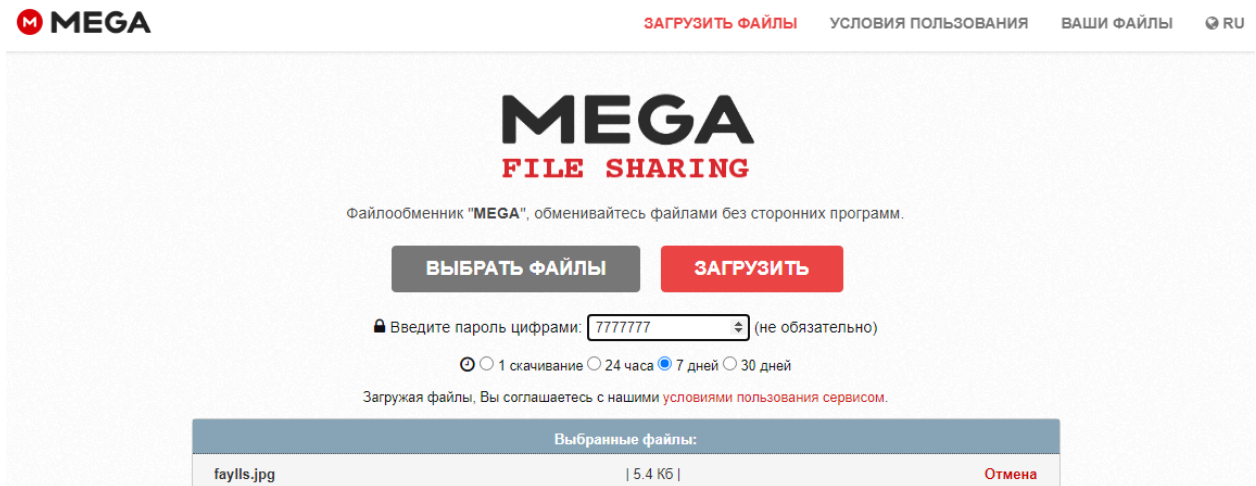 MEGA ЗАГРУЗИТЬ ФАЙЛЫ УСЛОВИЯ ПОЛЬЗОВАНИЯ ВАШИ ФАЙЛЫ RU
MEGA
FILE SHARING
Файлообменник "MEGA", обменивайтесь файлами без сторонних программ.
ВЫБРАТЬ ФАЙЛЫ ЗАГРУЗИТЬ
Введите пароль цифрами: 7777777 (не обязательно)
1 скачивание 24 часа 7 дней 30 дней
Загружая файлы, Вы соглашаетесь с нашими условиями пользования сервисом.
Выбранные файлы:
faylls.jpg | 5.4 Кб | Отмена